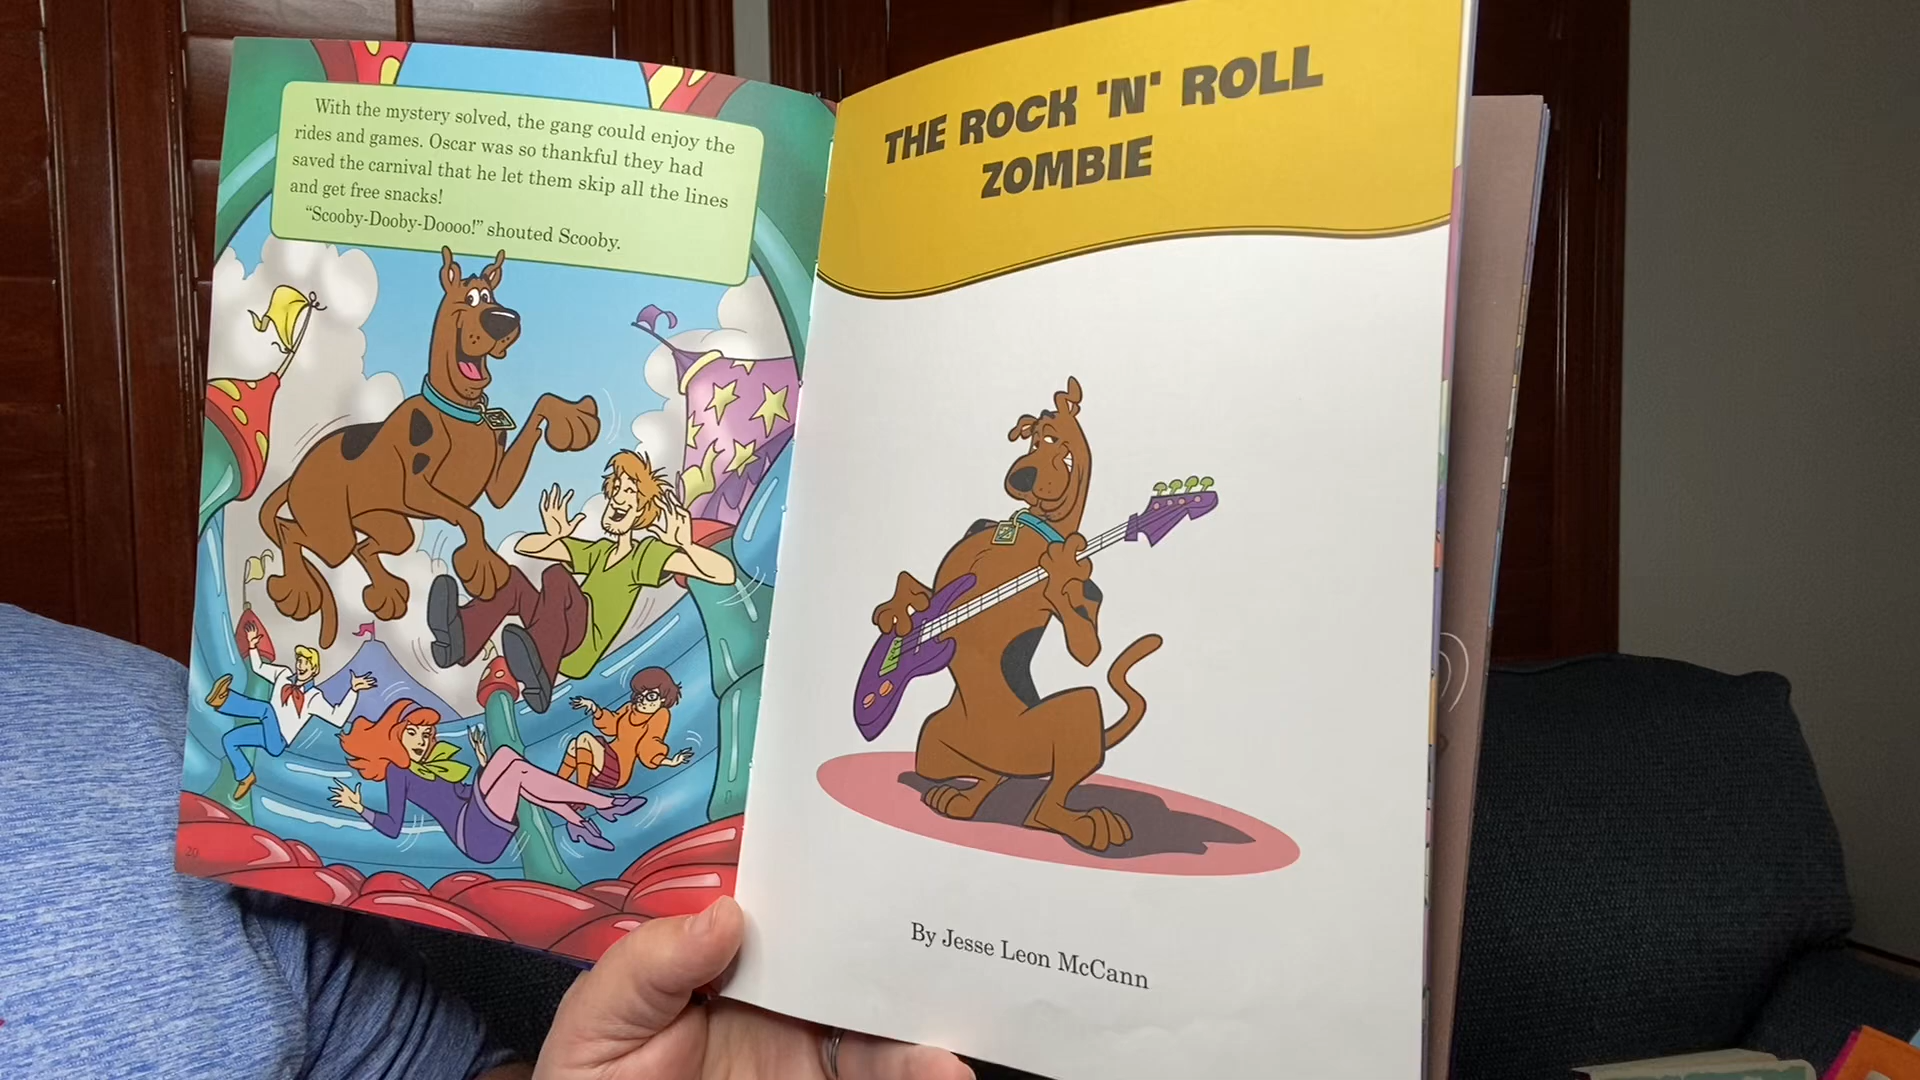 With the mystery solved, the gang could enjoy the
rides and games. Oscar was so thankful they had
saved the carnival that he let them skip all the lines
and get free snacks!
“Scooby-Dooby-Doooo!” shouted Scooby.
20
THE ROCK 'N' ROLL
ZOMBIE
By Jesse Leon McCann